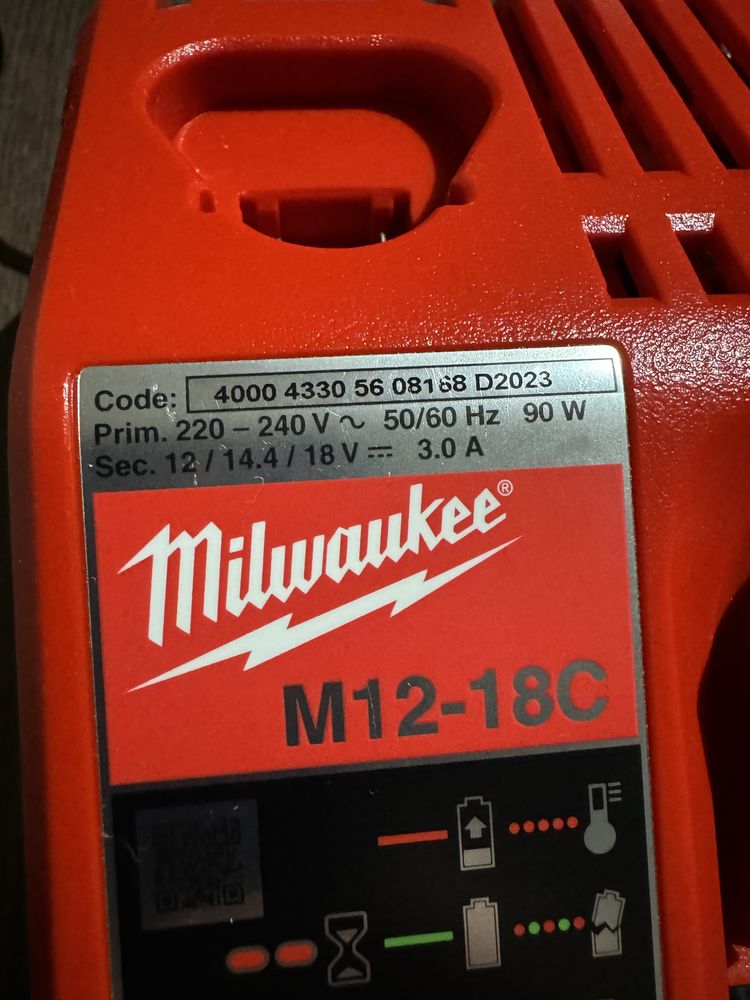 Code: 4000 4330 56 08168 D2023
Prim. 220 – 240 V ~ 50/60 Hz 90 W
Sec. 12 / 14.4 / 18 V ⎓ 3.0 A
Milwaukee®
M12-18C